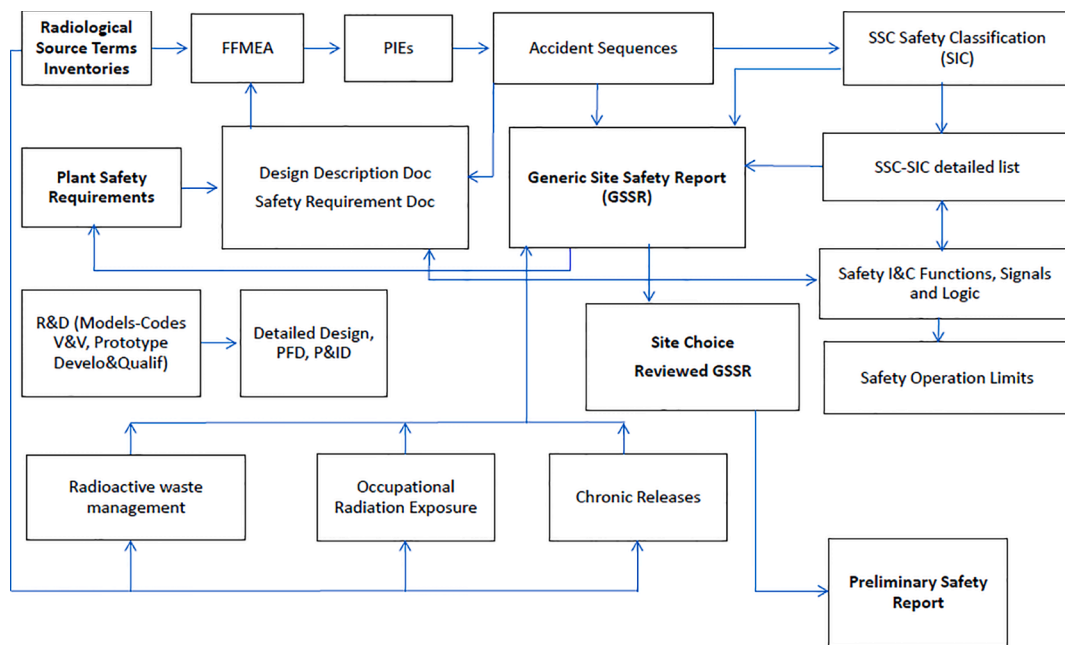 Radiological
Source Terms
Inventories
FFMEA
PIEs
Accident Sequences
SSC Safety Classification
(SIC)
Plant Safety
Requirements
Design Description Doc
Safety Requirement Doc
Generic Site Safety Report
(GSSR)
SSC-SIC detailed list
Safety I&C Functions, Signals
and Logic
R&D (Models-Codes
V&V, Prototype
Develo&Qualif)
Detailed Design,
PFD, P&ID
Site Choice
Reviewed GSSR
Safety Operation Limits
Radioactive waste
management
Occupational
Radiation Exposure
Chronic Releases
Preliminary Safety
Report